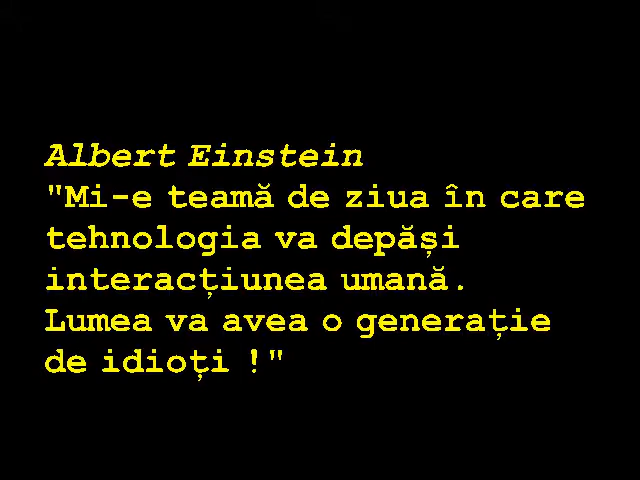 Albert Einstein
"Mi-e teamă de ziua în care
tehnologia va depăși
interacțiunea umană.
Lumea va avea o generație
de idioți !"